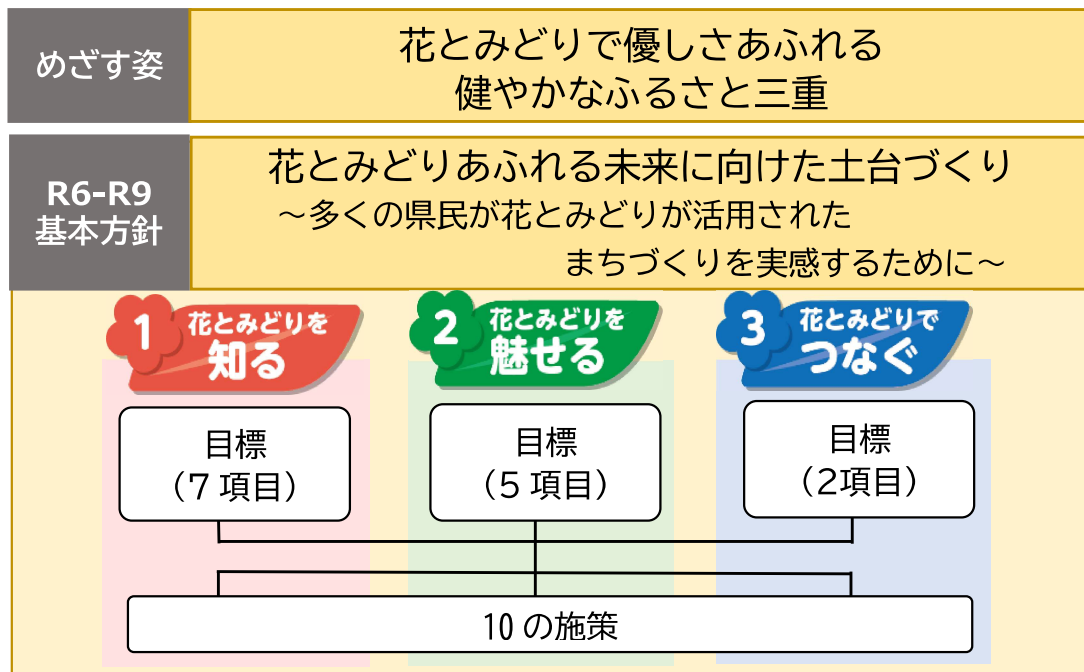 めざす姿
花とみどりで優しさあふれる
健やかなふるさと三重
R6-R9
基本方針
花とみどりあふれる未来に向けた土台づくり
～多くの県民が花とみどりが活用された
まちづくりを実感するために～
1 花とみどりを
知る
2 花とみどりを
魅せる
3 花とみどりで
つなぐ
目標
（7項目）
目標
（5項目）
目標
（2項目）
10の施策